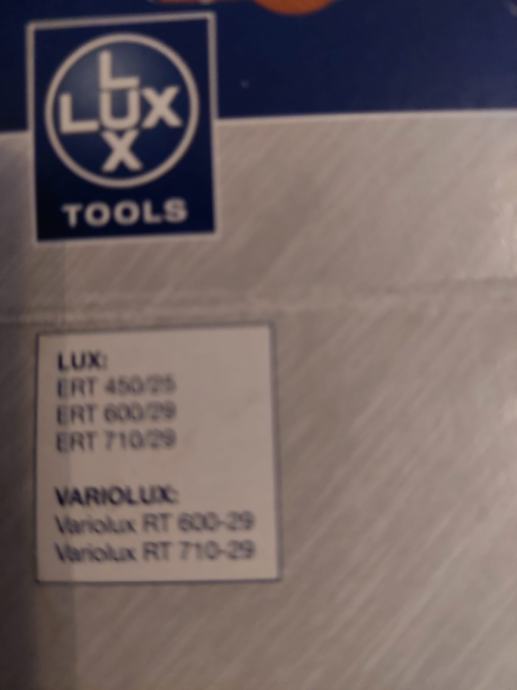 L
LUX
X
TOOLS
LUX:
ERT 450/25
ERT 600/29
ERT 710/29
VARIOLUX:
Variolux RT 600-29
Variolux RT 710-29